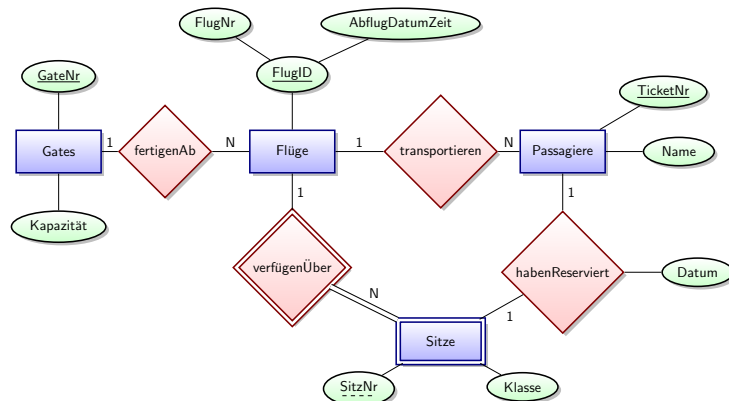 FlugNr
AbflugDatumZeit
FlugID
GateNr
TicketNr
Gates
1
fertigenAb
N
Flüge
1
transportieren
N
Passagiere
Name
Kapazität
1
1
verfügenÜber
habenReserviert
Datum
N
1
Sitze
SitzNr
Klasse